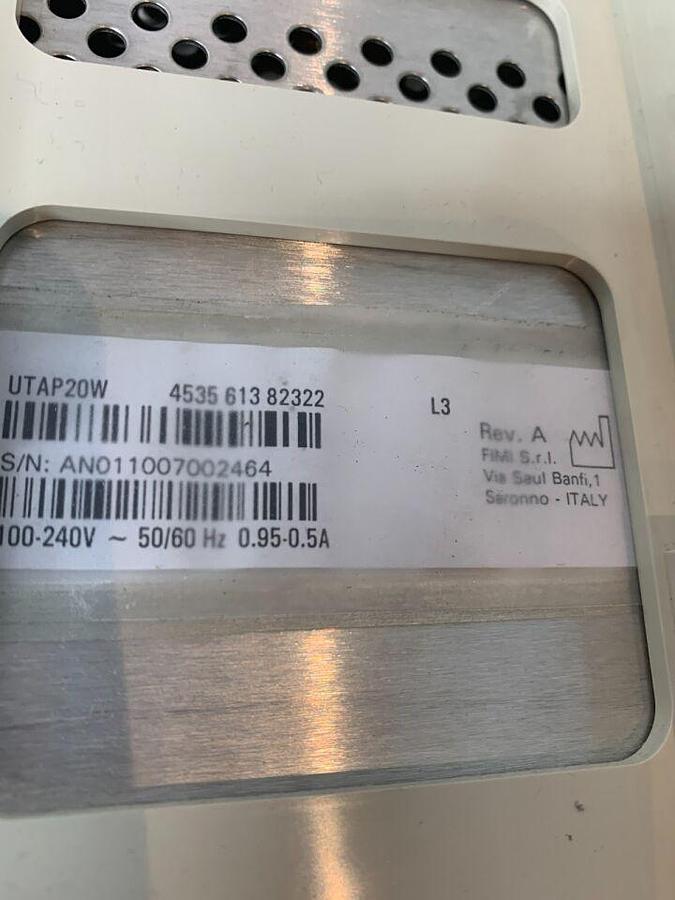 UTAP20W 4535 613 82322
L3
S/N: AN011007002464
100-240V ~ 50/60 Hz 0.95-0.5A
Rev. A
FiMi S.r.l.
Via Saul Banfi,1
Saronno - ITALY